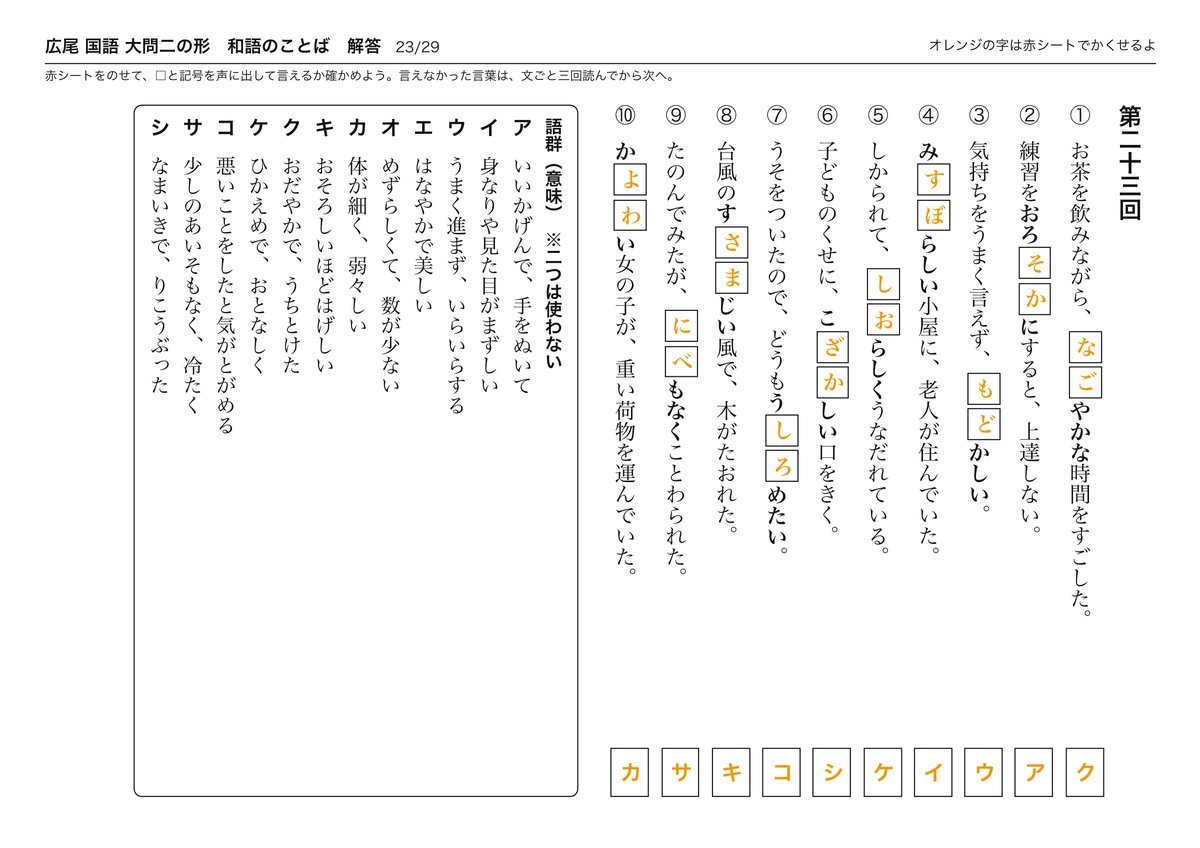 広尾 国語 大問二の形　和語のことば　解答　23/29
オレンジの字は赤シートでかくせるよ
赤シートをのせて、□と記号を声に出して言えるか確かめよう。言えなかった言葉は、文ごと三回読んでから次へ。
第二十三回
① お茶を飲みながら、なごやかな時間をすごした。 ク
② 練習をおろそかにすると、上達しない。 ア
③ 気持ちをうまく言えず、もどかしい。 ウ
④ みすぼらしい小屋に、老人が住んでいた。 イ
⑤ しかられて、しおらしくうなだれている。 ケ
⑥ 子どものくせに、こざかしい口をきく。 シ
⑦ うそをついたので、どうもうしろめたい。 コ
⑧ 台風のすさまじい風で、木がたおれた。 キ
⑨ たのんでみたが、にべもなくことわられた。 サ
⑩ かよわい女の子が、重い荷物を運んでいた。 カ
語群（意味）　※二つは使わない
ア　いいかげんで、手をぬいて
イ　身なりや見た目がまずしい
ウ　うまく進まず、いらいらする
エ　はなやかで美しい
オ　めずらしくて、数が少ない
カ　体が細く、弱々しい
キ　おそろしいほどはげしい
ク　おだやかで、うちとけた
ケ　ひかえめで、おとなしく
コ　悪いことをしたと気がとがめる
サ　少しのあいそもなく、冷たく
シ　なまいきで、りこうぶった